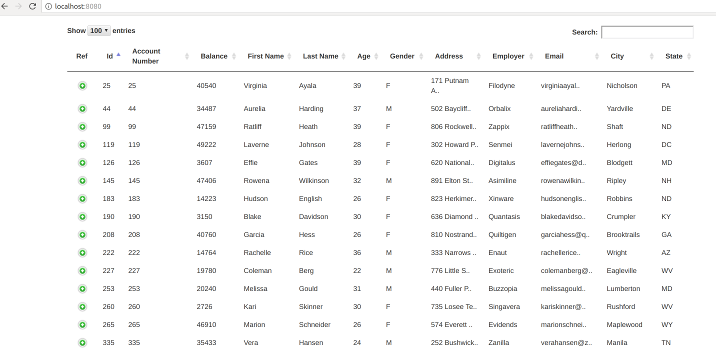 localhost:8080
Show 100 entries
Search:
Ref Id Account Number Balance First Name Last Name Age Gender Address Employer Email City State
25 25 40540 Virginia Ayala 39 F 171 Putnam A.. Filodyne virginiaayal.. Nicholson PA
44 44 34487 Aurelia Harding 37 M 502 Baycliff.. Orbalix aureliahardi.. Yardville DE
99 99 47159 Ratliff Heath 39 F 806 Rockwell.. Zappix ratliffheath.. Shaft ND
119 119 49222 Laverne Johnson 28 F 302 Howard P.. Senmei lavernejohns.. Herlong DC
126 126 3607 Effie Gates 39 F 620 National.. Digitalus effiegates@d.. Blodgett MD
145 145 47406 Rowena Wilkinson 32 M 891 Elton St.. Asimiline rowenawilkin.. Ripley NH
183 183 14223 Hudson English 26 F 823 Herkimer.. Xinware hudsonenglis.. Robbins ND
190 190 3150 Blake Davidson 30 F 636 Diamond .. Quantasis blakedavidso.. Crumpler KY
208 208 40760 Garcia Hess 26 F 810 Nostrand.. Quiltigen garciahess@q.. Brooktrails GA
222 222 14764 Rachelle Rice 36 M 333 Narrows .. Enaut rachellerice.. Wright AZ
227 227 19780 Coleman Berg 22 M 776 Little S.. Exoteric colemanberg@.. Eagleville WV
253 253 20240 Melissa Gould 31 M 440 Fuller P.. Buzzopia melissagould.. Lumberton MD
260 260 2726 Kari Skinner 30 F 735 Losee Te.. Singavera kariskinner@.. Rushford WV
265 265 46910 Marion Schneider 26 F 574 Everett .. Evidends marionschnei.. Maplewood WY
335 335 35433 Vera Hansen 24 M 252 Bushwick.. Zanilla verahansen@z.. Manila TN